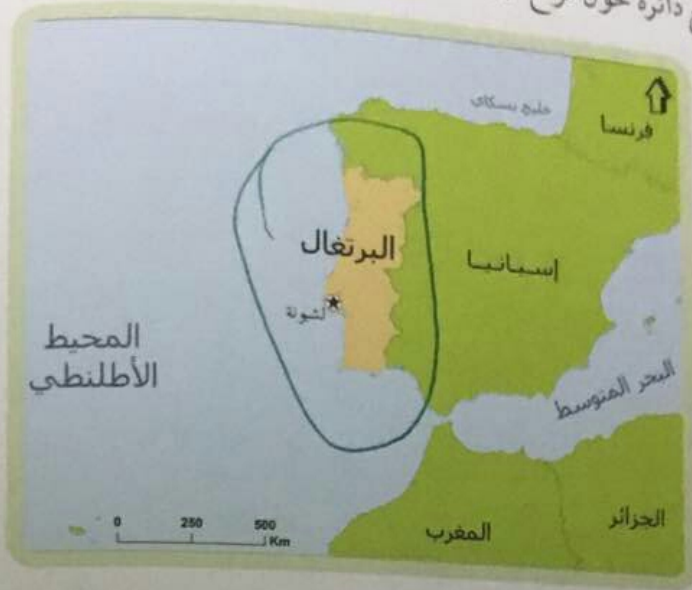 دائرة حول
خليج بسكاي
فرنسا
البرتغال
إسبانيا
لشبونة
المحيط
الأطلنطي
البحر المتوسط
الجزائر
المغرب
0 250 500
Km